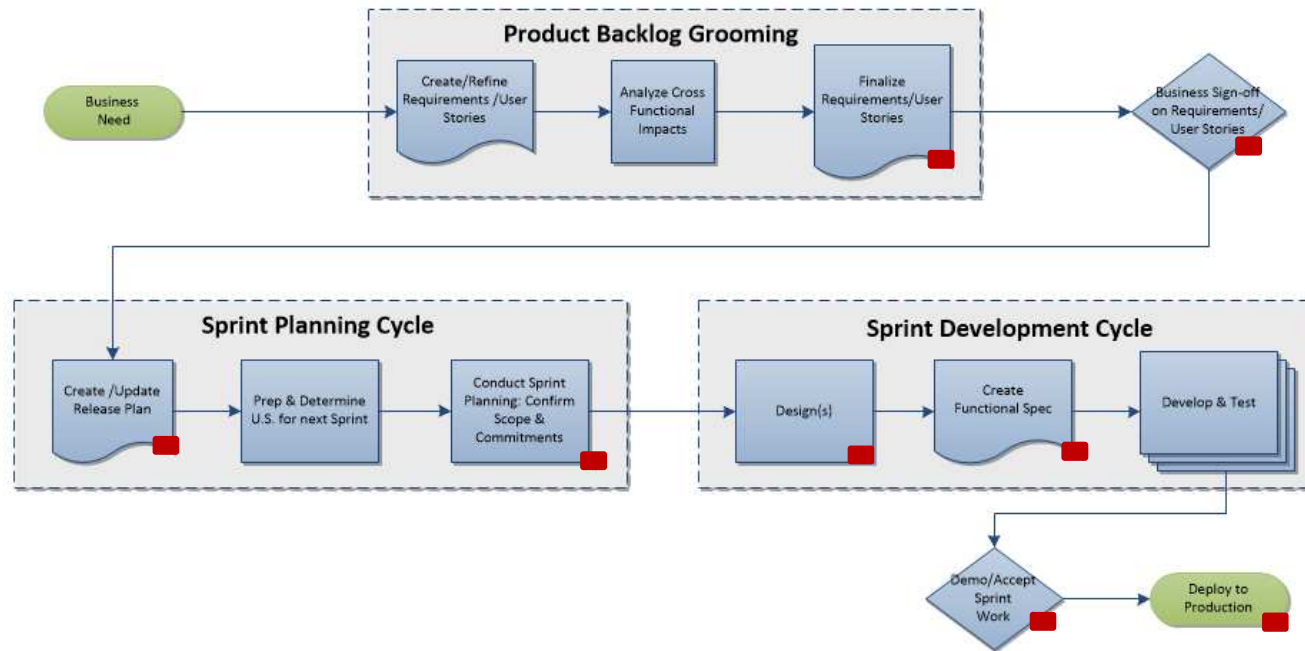 Product Backlog Grooming
Business
Need
Create/Refine
Requirements /User
Stories
Analyze Cross
Functional
Impacts
Finalize
Requirements/User
Stories
Business Sign-off
on Requirements/
User Stories
Sprint Planning Cycle
Create /Update
Release Plan
Prep & Determine
U.S. for next Sprint
Conduct Sprint
Planning: Confirm
Scope &
Commitments
Sprint Development Cycle
Design(s)
Create
Functional Spec
Develop & Test
Demo/Accept
Sprint
Work
Deploy to
Production